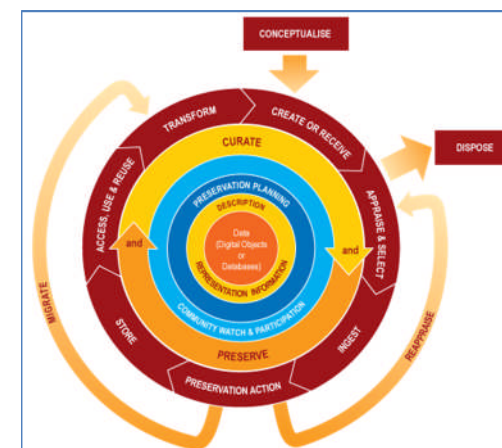 CONCEPTUALISE
CREATE OR RECEIVE
DISPOSE
APPRAISE & SELECT
INGEST
REAPPRAISE
PRESERVATION ACTION
STORE
MIGRATE
ACCESS, USE & REUSE
TRANSFORM
CURATE
and
PRESERVE
and
PRESERVATION PLANNING
COMMUNITY WATCH & PARTICIPATION
DESCRIPTION
REPRESENTATION INFORMATION
Data
(Digital Objects
or
Databases)